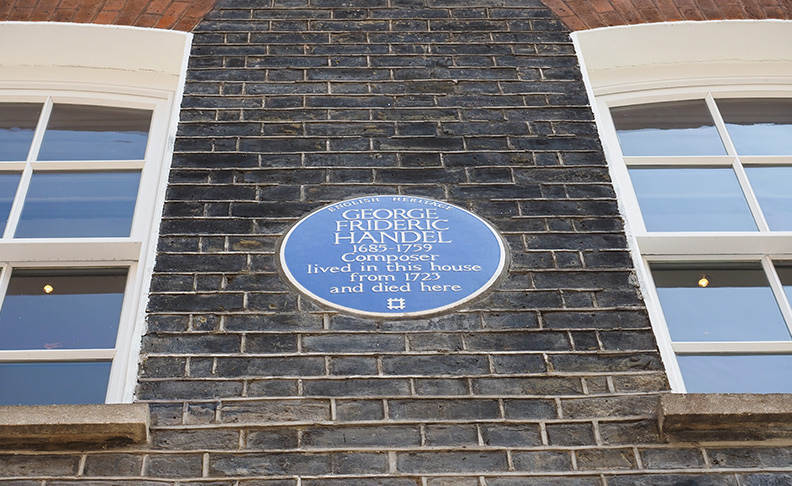 ENGLISH HERITAGE
GEORGE
FRIDERIC
HANDEL
1685-1759
Composer
lived in this house
from 1723
and died here